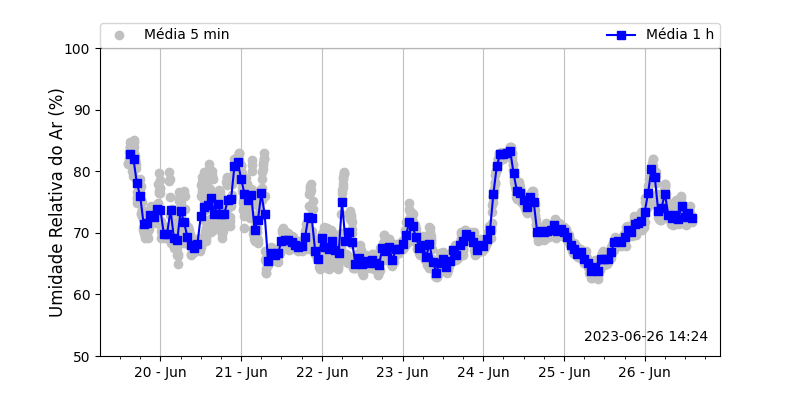 Média 5 min Média 1 h
Umidade Relativa do Ar (%)
100
90
80
70
60
50
2023-06-26 14:24
20 - Jun 21 - Jun 22 - Jun 23 - Jun 24 - Jun 25 - Jun 26 - Jun